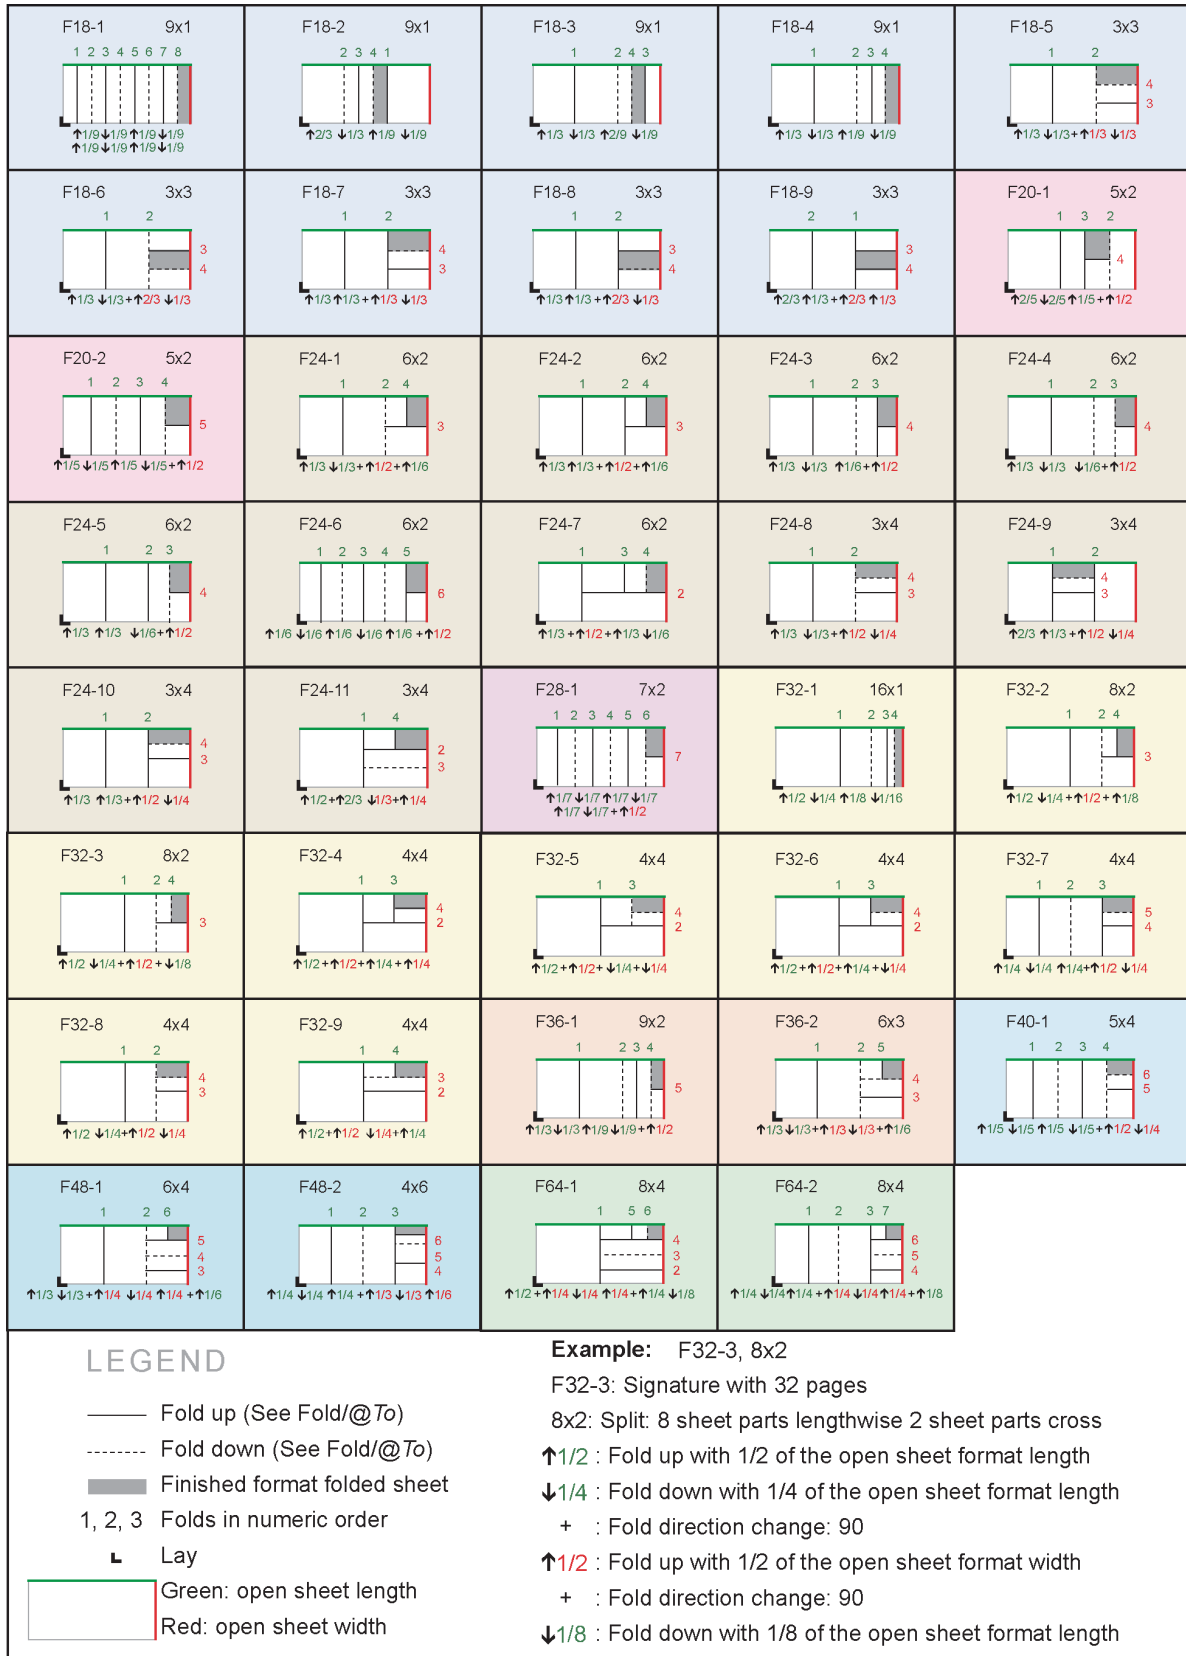 F18-1 9x1
1 2 3 4 5 6 7 8
↑1/9↓1/9↑1/9↓1/9
↑1/9↓1/9↑1/9↓1/9
F18-2 9x1
2 3 4 1
↑2/3 ↓1/3 ↑1/9 ↓1/9
F18-3 9x1
1 2 4 3
↑1/3 ↓1/3 ↑2/9 ↓1/9
F18-4 9x1
1 2 3 4
↑1/3 ↓1/3 ↑1/9 ↓1/9
F18-5 3x3
1 2
4
3
↑1/3 ↓1/3+↑1/3 ↓1/3
F18-6 3x3
1 2
3
4
↑1/3 ↓1/3+↑2/3 ↓1/3
F18-7 3x3
1 2
4
3
↑1/3 ↑1/3+↑1/3 ↓1/3
F18-8 3x3
1 2
3
4
↑1/3 ↑1/3+↑2/3 ↓1/3
F18-9 3x3
2 1
3
4
↑2/3 ↑1/3+↑2/3 ↑1/3
F20-1 5x2
1 3 2
4
↑2/5 ↓2/5 ↑1/5+↑1/2
F20-2 5x2
1 2 3 4
5
↑1/5 ↓1/5 ↑1/5 ↓1/5+↑1/2
F24-1 6x2
1 2 4
3
↑1/3 ↓1/3+↑1/2+↑1/6
F24-2 6x2
1 2 4
3
↑1/3 ↑1/3+↑1/2+↑1/6
F24-3 6x2
1 2 3
4
↑1/3 ↓1/3 ↑1/6+↑1/2
F24-4 6x2
1 2 3
4
↑1/3 ↓1/3 ↓1/6+↑1/2
F24-5 6x2
1 2 3
4
↑1/3 ↑1/3 ↓1/6+↑1/2
F24-6 6x2
1 2 3 4 5
6
↑1/6 ↓1/6 ↑1/6 ↓1/6 ↑1/6 +↑1/2
F24-7 6x2
1 3 4
2
↑1/3+↑1/2+↑1/3 ↓1/6
F24-8 3x4
1 2
4
3
↑1/3 ↓1/3+↑1/2 ↓1/4
F24-9 3x4
1 2
4
3
↑2/3 ↑1/3+↑1/2 ↓1/4
F24-10 3x4
1 2
4
3
↑1/3 ↑1/3+↑1/2 ↓1/4
F24-11 3x4
1 4
2
3
↑1/2+↑2/3 ↓1/3+↑1/4
F28-1 7x2
1 2 3 4 5 6
7
↑1/7↓1/7↑1/7↓1/7
↑1/7↓1/7+↑1/2
F32-1 16x1
1 2 3 4
↑1/2 ↓1/4 ↑1/8 ↓1/16
F32-2 8x2
1 2 4
3
↑1/2 ↓1/4+↑1/2+↑1/8
F32-3 8x2
1 2 4
3
↑1/2 ↓1/4+↑1/2+↓1/8
F32-4 4x4
1 3
4
2
↑1/2+↑1/2+↑1/4+↑1/4
F32-5 4x4
1 3
4
2
↑1/2+↑1/2+↓1/4+↓1/4
F32-6 4x4
1 3
4
2
↑1/2+↑1/2+↑1/4+↓1/4
F32-7 4x4
1 2 3
5
4
↑1/4 ↓1/4 ↑1/4+↑1/2 ↓1/4
F32-8 4x4
1 2
4
3
↑1/2 ↓1/4+↑1/2 ↓1/4
F32-9 4x4
1 4
3
2
↑1/2+↑1/2 ↓1/4+↑1/4
F36-1 9x2
1 2 3 4
5
↑1/3↓1/3↑1/9↓1/9+↑1/2
F36-2 6x3
1 2 5
4
3
↑1/3↓1/3+↑1/3↓1/3+↑1/6
F40-1 5x4
1 2 3 4
6
5
↑1/5 ↓1/5↑1/5 ↓1/5+↑1/2 ↓1/4
F48-1 6x4
1 2 6
5
4
3
↑1/3 ↓1/3+↑1/4 ↓1/4 ↑1/4 +↑1/6
F48-2 4x6
1 2 3
6
5
4
↑1/4 ↓1/4 ↑1/4 +↑1/3 ↓1/3 ↑1/6
F64-1 8x4
1 5 6
4
3
2
↑1/2 +↑1/4↓1/4 ↑1/4+↑1/4 ↓1/8
F64-2 8x4
1 2 3 7
6
5
4
↑1/4 ↓1/4↑1/4 +↑1/4 ↓1/4↑1/4+↑1/8
LEGEND
Fold up (See Fold/@To)
Fold down (See Fold/@To)
Finished format folded sheet
1, 2, 3 Folds in numeric order
Lay
Green: open sheet length
Red: open sheet width
Example: F32-3, 8x2
F32-3: Signature with 32 pages
8x2: Split: 8 sheet parts lengthwise 2 sheet parts cross
↑1/2 : Fold up with 1/2 of the open sheet format length
↓1/4 : Fold down with 1/4 of the open sheet format length
+ : Fold direction change: 90
↑1/2 : Fold up with 1/2 of the open sheet format width
+ : Fold direction change: 90
↓1/8 : Fold down with 1/8 of the open sheet format length